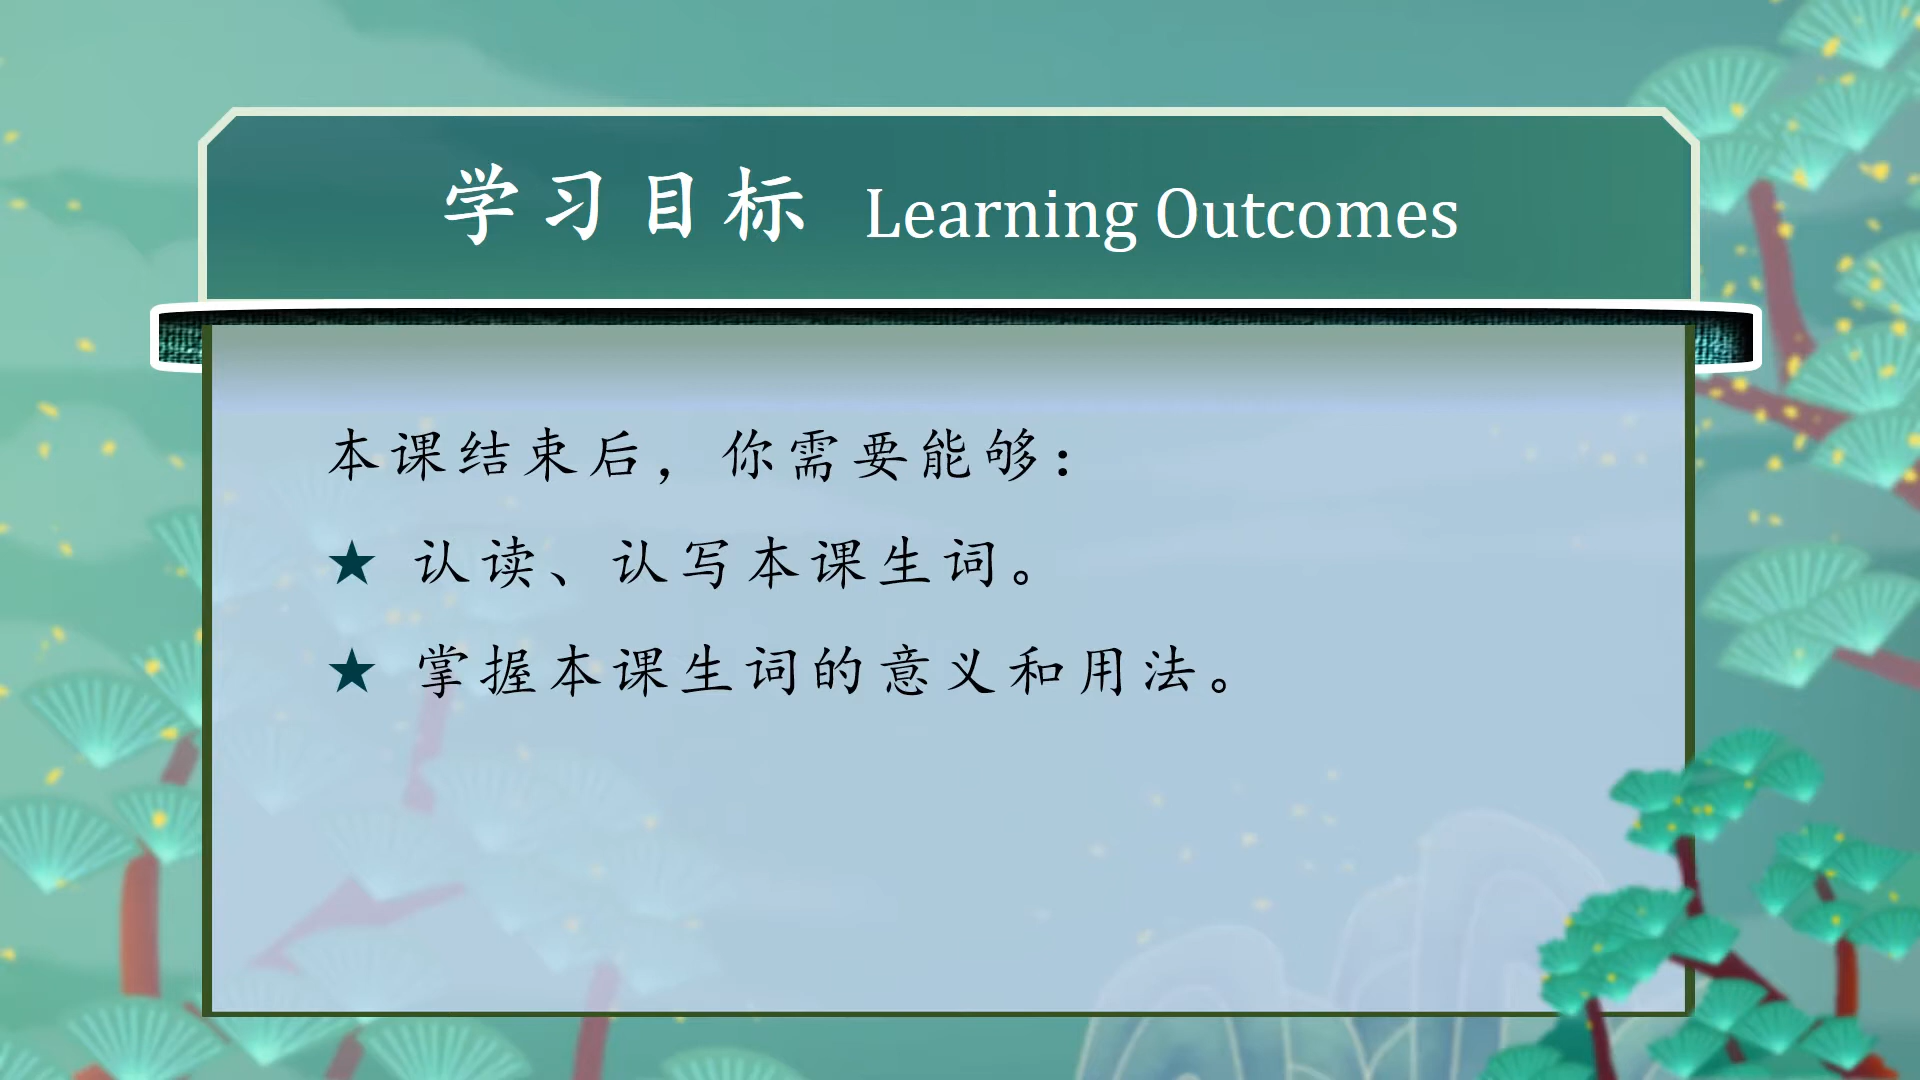 学习目标 Learning Outcomes
本课结束后，你需要能够：
★ 认读、认写本课生词。
★ 掌握本课生词的意义和用法。